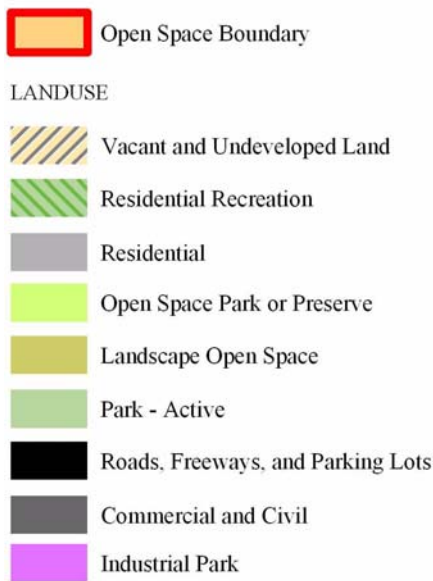 Open Space Boundary
LANDUSE
Vacant and Undeveloped Land
Residential Recreation
Residential
Open Space Park or Preserve
Landscape Open Space
Park - Active
Roads, Freeways, and Parking Lots
Commercial and Civil
Industrial Park